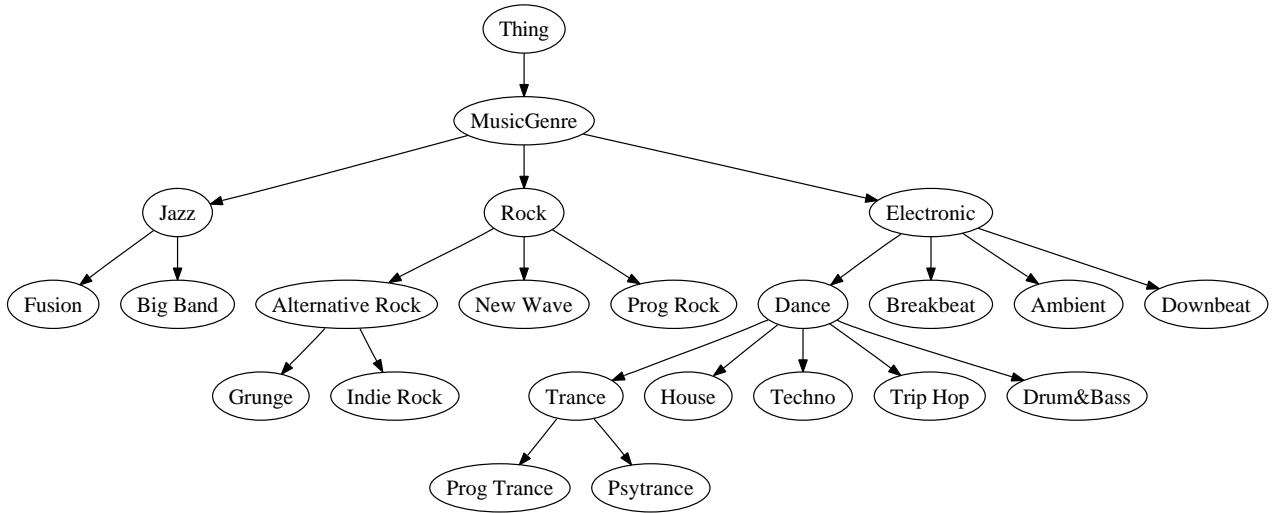 Thing
MusicGenre
Jazz
Rock
Electronic
Fusion
Big Band
Alternative Rock
New Wave
Prog Rock
Dance
Breakbeat
Ambient
Downbeat
Grunge
Indie Rock
Trance
House
Techno
Trip Hop
Drum&Bass
Prog Trance
Psytrance